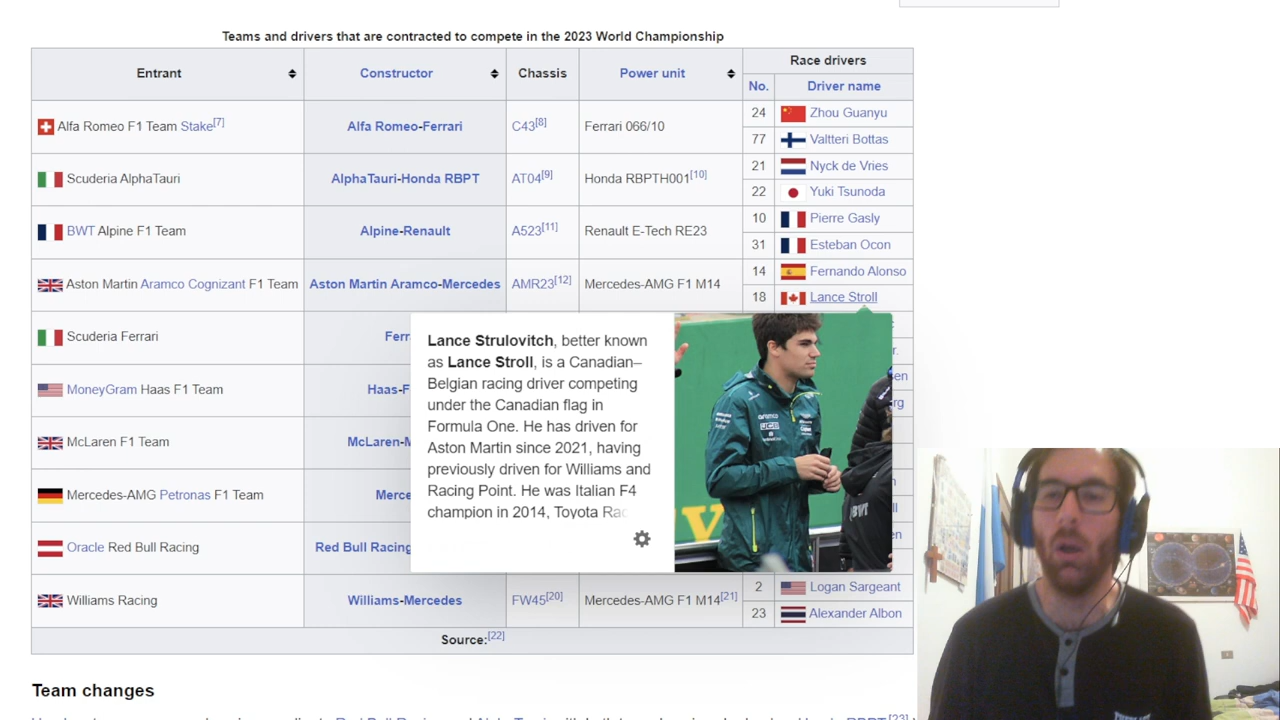 Teams and drivers that are contracted to compete in the 2023 World Championship
Entrant Constructor Chassis Power unit Race drivers
No. Driver name
Alfa Romeo F1 Team Stake[7] Alfa Romeo-Ferrari C43[8] Ferrari 066/10 24 Zhou Guanyu
77 Valtteri Bottas
Scuderia AlphaTauri AlphaTauri-Honda RBPT AT04[9] Honda RBPTH001[10] 21 Nyck de Vries
22 Yuki Tsunoda
BWT Alpine F1 Team Alpine-Renault A523[11] Renault E-Tech RE23 10 Pierre Gasly
31 Esteban Ocon
Aston Martin Aramco Cognizant F1 Team Aston Martin Aramco-Mercedes AMR23[12] Mercedes-AMG F1 M14 14 Fernando Alonso
18 Lance Stroll
Scuderia Ferrari Ferr
MoneyGram Haas F1 Team Haas-F
McLaren F1 Team McLaren-M
Mercedes-AMG Petronas F1 Team Merce
Oracle Red Bull Racing Red Bull Racing
Lance Strulovitch, better known
as Lance Stroll, is a Canadian–
Belgian racing driver competing
under the Canadian flag in
Formula One. He has driven for
Aston Martin since 2021, having
previously driven for Williams and
Racing Point. He was Italian F4
champion in 2014, Toyota Rac
aramco
JCB
BWT
Williams Racing Williams-Mercedes FW45[20] Mercedes-AMG F1 M14[21] 2 Logan Sargeant
23 Alexander Albon
Source:[22]
Team changes